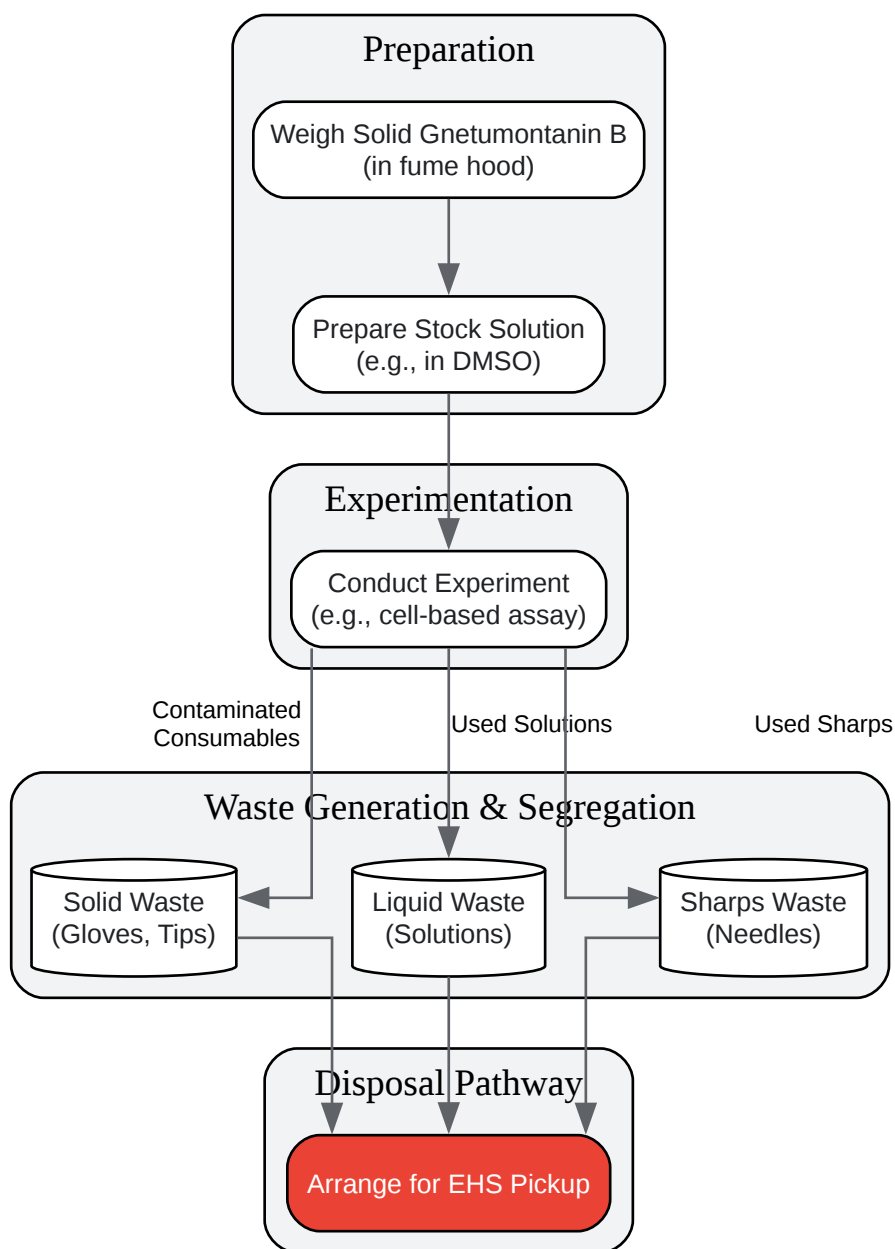 Preparation
Weigh Solid Gnetumontanin B
(in fume hood)
Prepare Stock Solution
(e.g., in DMSO)
Experimentation
Conduct Experiment
(e.g., cell-based assay)
Contaminated
Consumables
Used Solutions
Used Sharps
Waste Generation & Segregation
Solid Waste
(Gloves, Tips)
Liquid Waste
(Solutions)
Sharps Waste
(Needles)
Disposal Pathway
Arrange for EHS Pickup